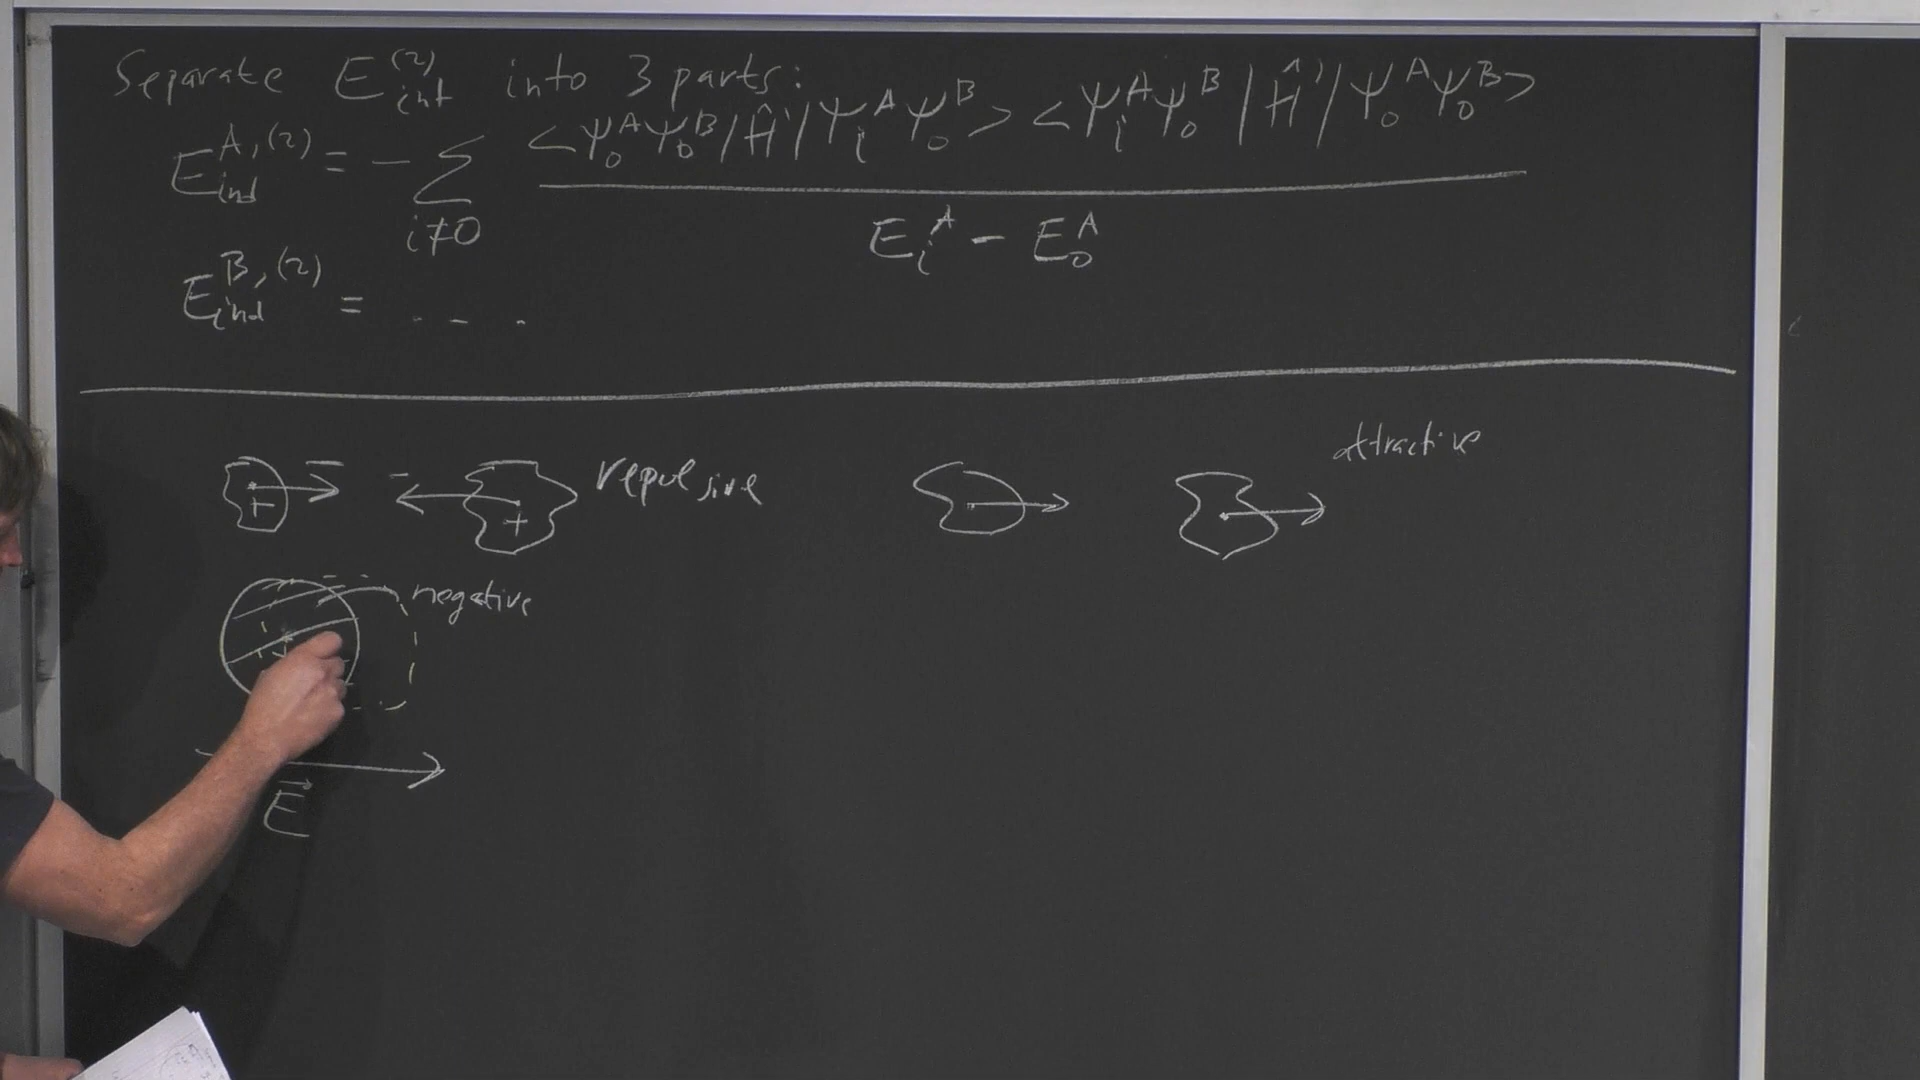 Separate E_int^(2) into 3 parts:
E_ind^A,(2) = - Σ_i≠0 <Ψ_0^A Ψ_0^B | Ĥ' | Ψ_i^A Ψ_0^B> <Ψ_i^A Ψ_0^B | Ĥ' | Ψ_0^A Ψ_0^B> / E_i^A - E_0^A
E_ind^B,(2) = . . .
attractive
+ - - + repulsive
negative
E⃗